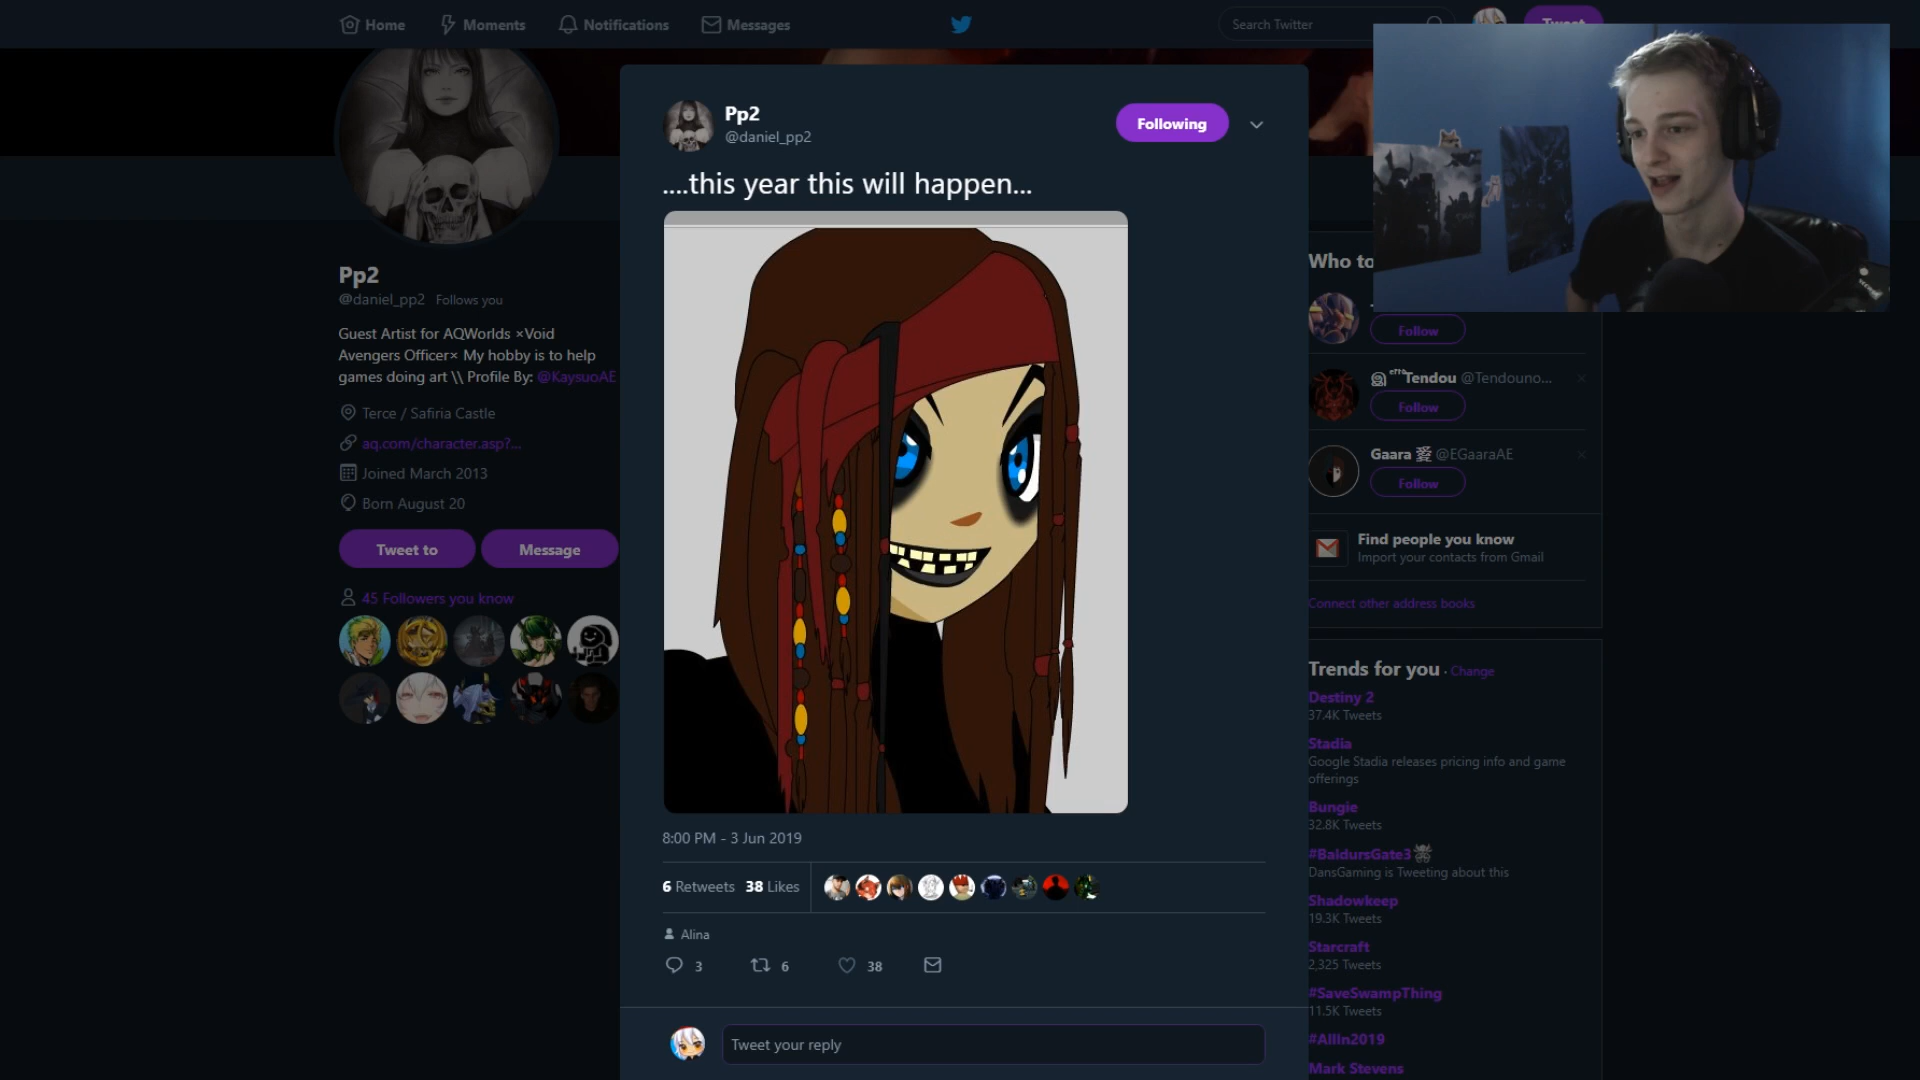 Home
Moments
Notifications
Messages
Search Twitter
Pp2
@daniel_pp2 Follows you
Guest Artist for AQWorlds ×Void
Avengers Officer× My hobby is to help
games doing art \\ Profile By: @KaysuoAE
Terce / Safiria Castle
aq.com/character.asp?...
Joined March 2013
Born August 20
Tweet to
Message
45 Followers you know
Pp2
@daniel_pp2
Following
....this year this will happen...
8:00 PM - 3 Jun 2019
6 Retweets 38 Likes
Alina
3
6
38
Tweet your reply
Who to
Follow
Tendou @Tendouno...
Follow
Gaara 愛 @EGaaraAE
Follow
Find people you know
Import your contacts from Gmail
Connect other address books
Trends for you · Change
Destiny 2
37.4K Tweets
Stadia
Google Stadia releases pricing info and game
offerings
Bungie
32.8K Tweets
#BaldursGate3
DansGaming is Tweeting about this
Shadowkeep
19.3K Tweets
Starcraft
2,325 Tweets
#SaveSwampThing
11.5K Tweets
#AllIn2019
Mark Stevens